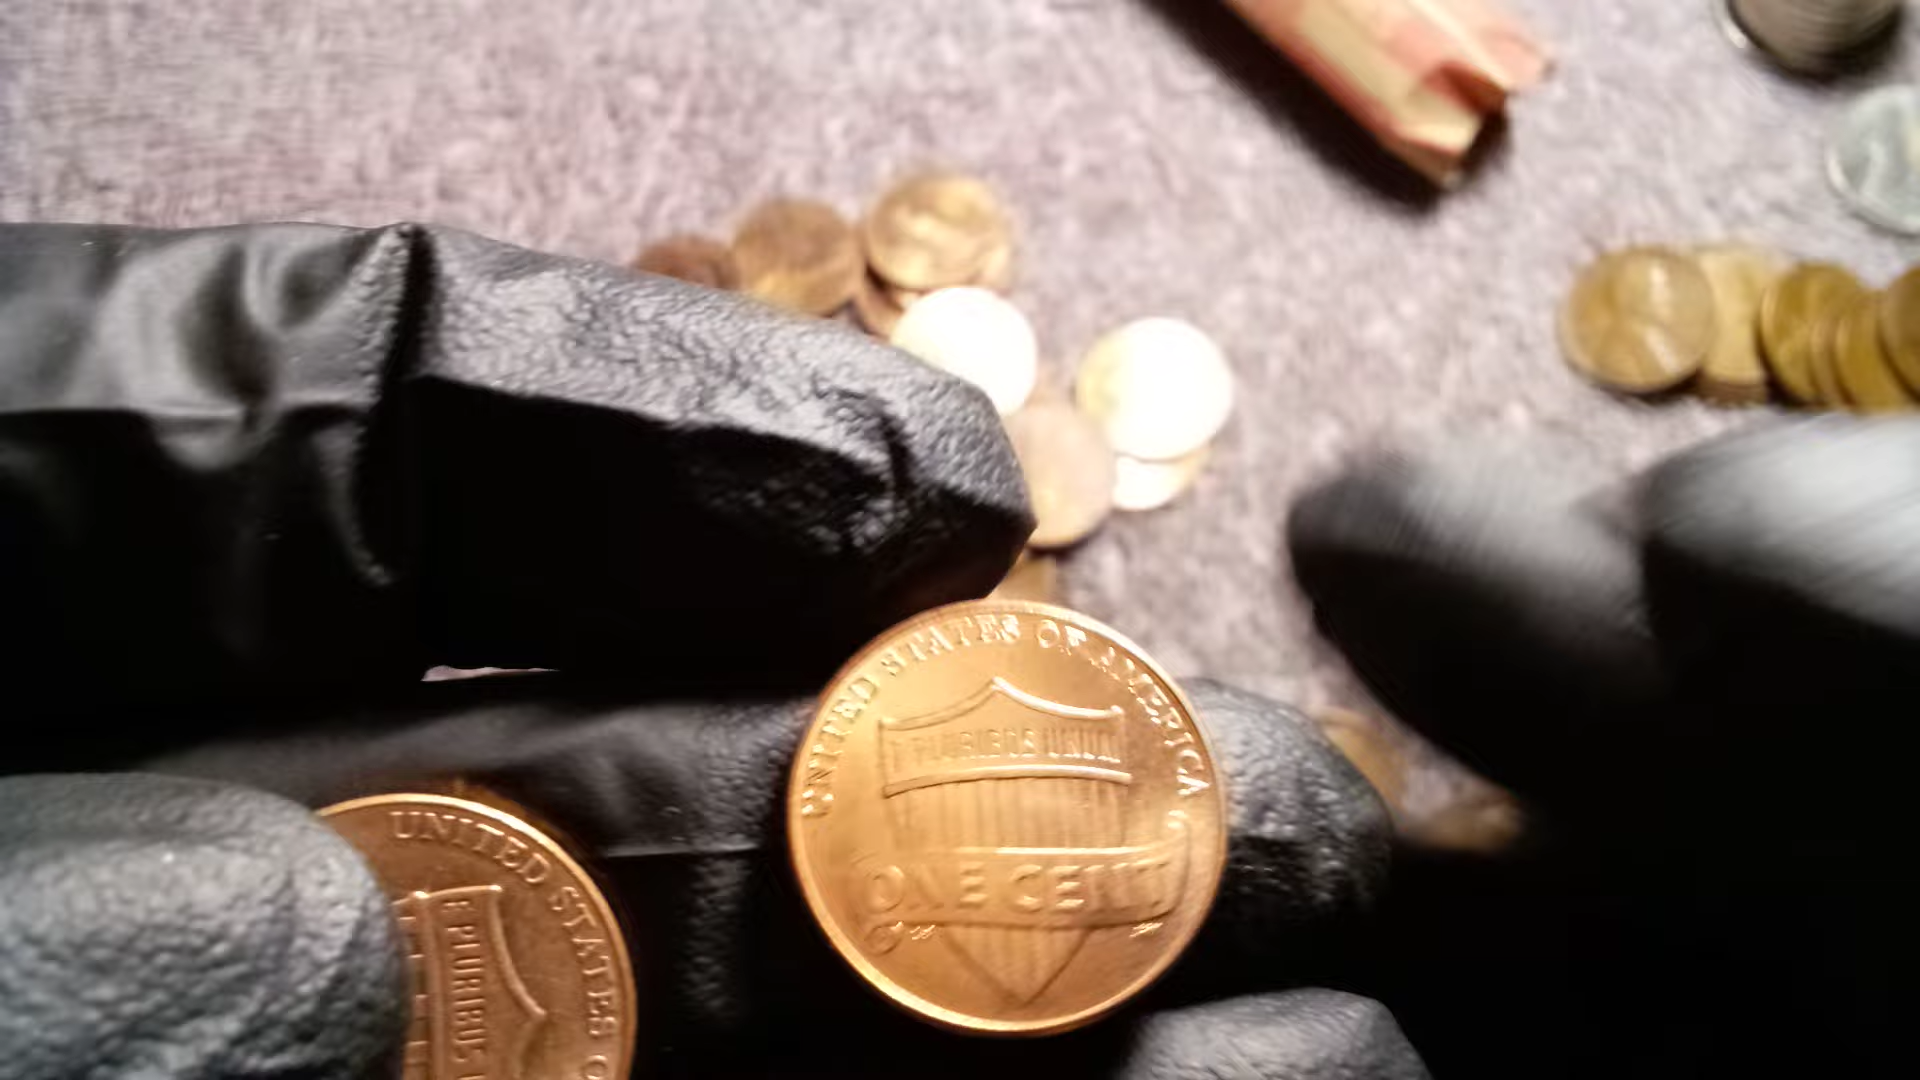 UNITED STATES OF AMERICA
E PLURIBUS UNUM
ONE CENT
UNITED STATES O
E PLURIBUS